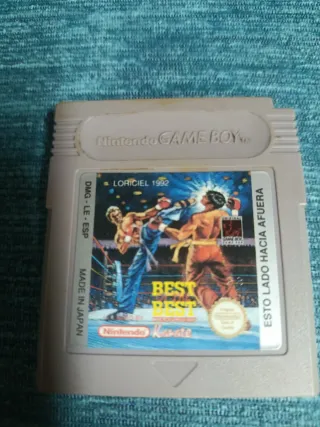 Nintendo GAME BOY TM
LORICIEL 1992
DMG-LE-ESP
MADE IN JAPAN
ESTO LADO HACIA AFUERA
BEST
BEST
Nintendo
Karate